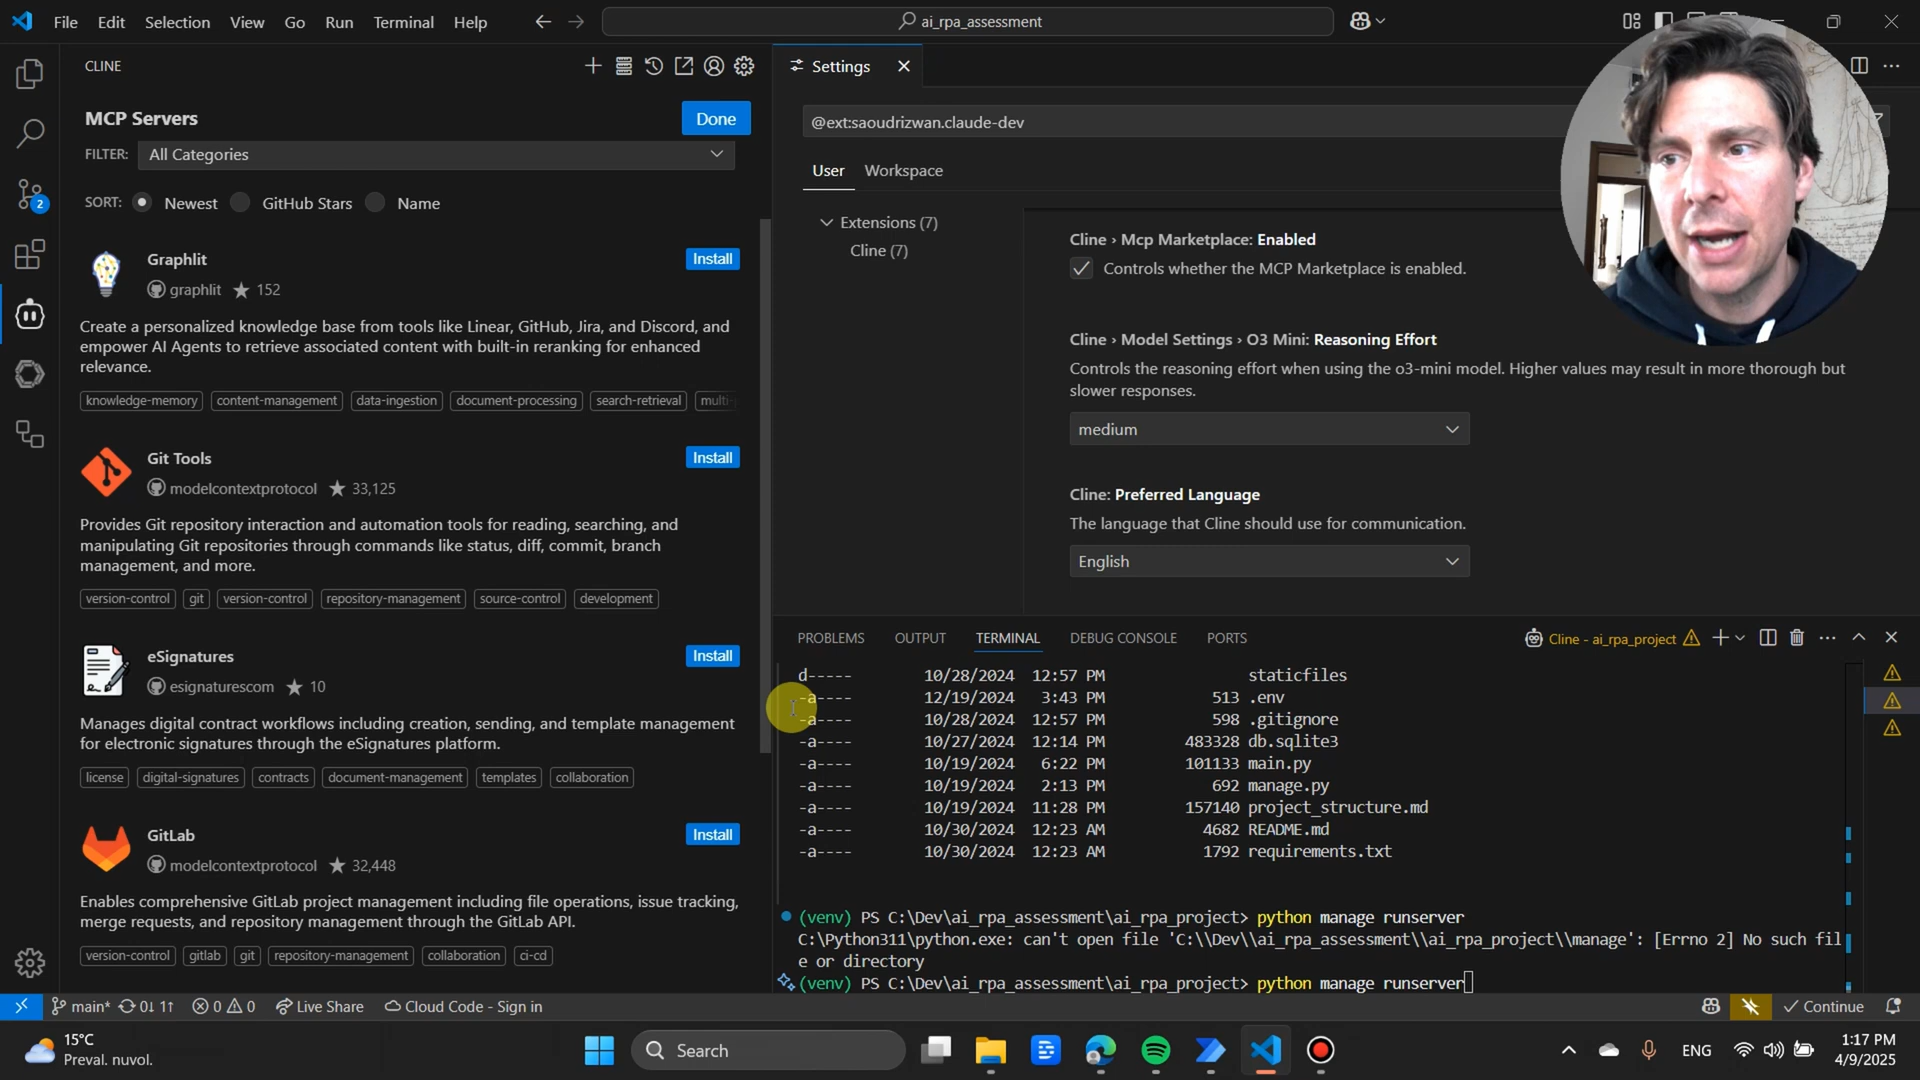 File Edit Selection View Go Run Terminal Help
ai_rpa_assessment
CLINE
MCP Servers
Done
FILTER:
All Categories
SORT:
Newest
GitHub Stars
Name
Graphlit
Install
graphlit 152
Create a personalized knowledge base from tools like Linear, GitHub, Jira, and Discord, and
empower AI Agents to retrieve associated content with built-in reranking for enhanced
relevance.
knowledge-memory content-management data-ingestion document-processing search-retrieval multi-
Git Tools
Install
modelcontextprotocol 33,125
Provides Git repository interaction and automation tools for reading, searching, and
manipulating Git repositories through commands like status, diff, commit, branch
management, and more.
version-control git version-control repository-management source-control development
eSignatures
Install
esignaturescom 10
Manages digital contract workflows including creation, sending, and template management
for electronic signatures through the eSignatures platform.
license digital-signatures contracts document-management templates collaboration
GitLab
Install
modelcontextprotocol 32,448
Enables comprehensive GitLab project management including file operations, issue tracking,
merge requests, and repository management through the GitLab API.
version-control gitlab git repository-management collaboration ci-cd
Settings
@ext:saoudrizwan.claude-dev
User Workspace
Extensions (7)
Cline (7)
Cline › Mcp Marketplace: Enabled
Controls whether the MCP Marketplace is enabled.
Cline › Model Settings › O3 Mini: Reasoning Effort
Controls the reasoning effort when using the o3-mini model. Higher values may result in more thorough but
slower responses.
medium
Cline: Preferred Language
The language that Cline should use for communication.
English
PROBLEMS OUTPUT TERMINAL DEBUG CONSOLE PORTS
Cline - ai_rpa_project
d----- 10/28/2024 12:57 PM staticfiles
-a---- 12/19/2024 3:43 PM 513 .env
-a---- 10/28/2024 12:57 PM 598 .gitignore
-a---- 10/27/2024 12:14 PM 483328 db.sqlite3
-a---- 10/19/2024 6:22 PM 101133 main.py
-a---- 10/19/2024 2:13 PM 692 manage.py
-a---- 10/19/2024 11:28 PM 157140 project_structure.md
-a---- 10/30/2024 12:23 AM 4682 README.md
-a---- 10/30/2024 12:23 AM 1792 requirements.txt
(venv) PS C:\Dev\ai_rpa_assessment\ai_rpa_project> python manage runserver
C:\Python311\python.exe: can't open file 'C:\\Dev\\ai_rpa_assessment\\ai_rpa_project\\manage': [Errno 2] No such fil
e or directory
(venv) PS C:\Dev\ai_rpa_assessment\ai_rpa_project> python manage runserver
2
main* 0↓ 1↑ 0 0 Live Share Cloud Code - Sign in
Continue
15°C
Preval. nuvol.
Search
ENG
1:17 PM
4/9/2025